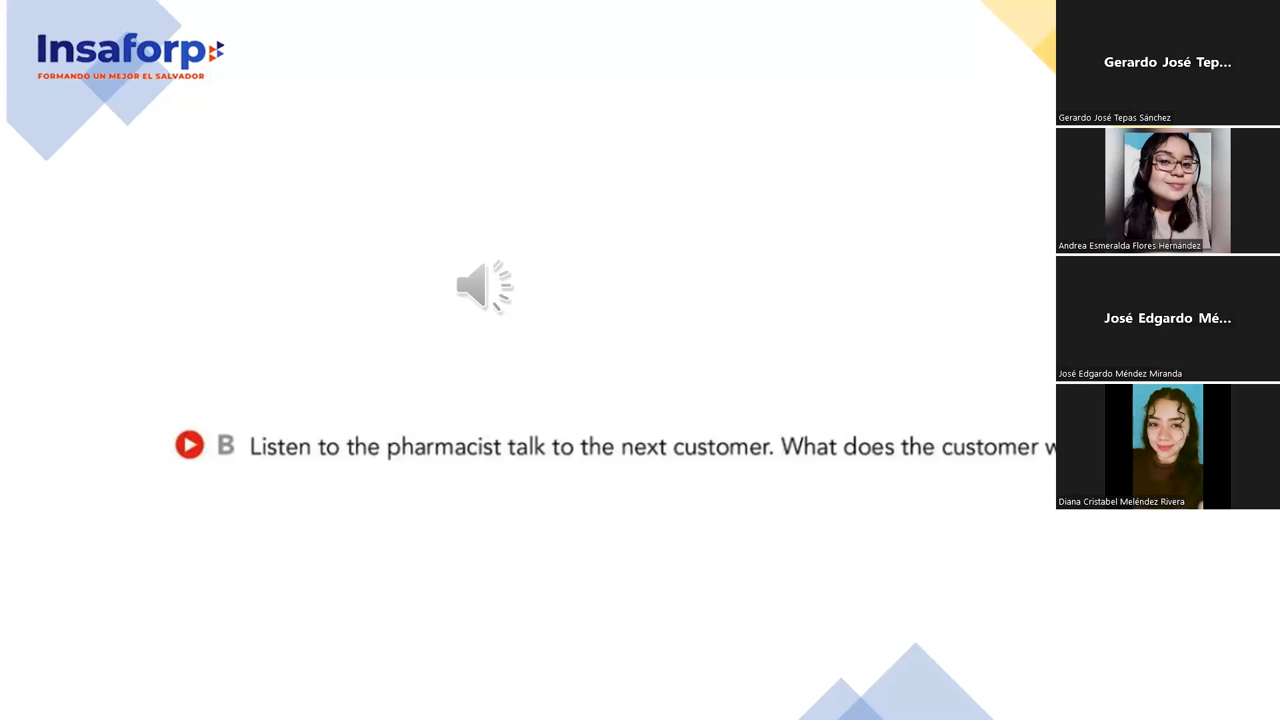 Insaforp
FORMANDO UN MEJOR EL SALVADOR
B Listen to the pharmacist talk to the next customer. What does the customer w
Gerardo José Tep...
Gerardo José Tepas Sánchez
Andrea Esmeralda Flores Hernández
José Edgardo Mé...
José Edgardo Méndez Miranda
Diana Cristabel Meléndez Rivera